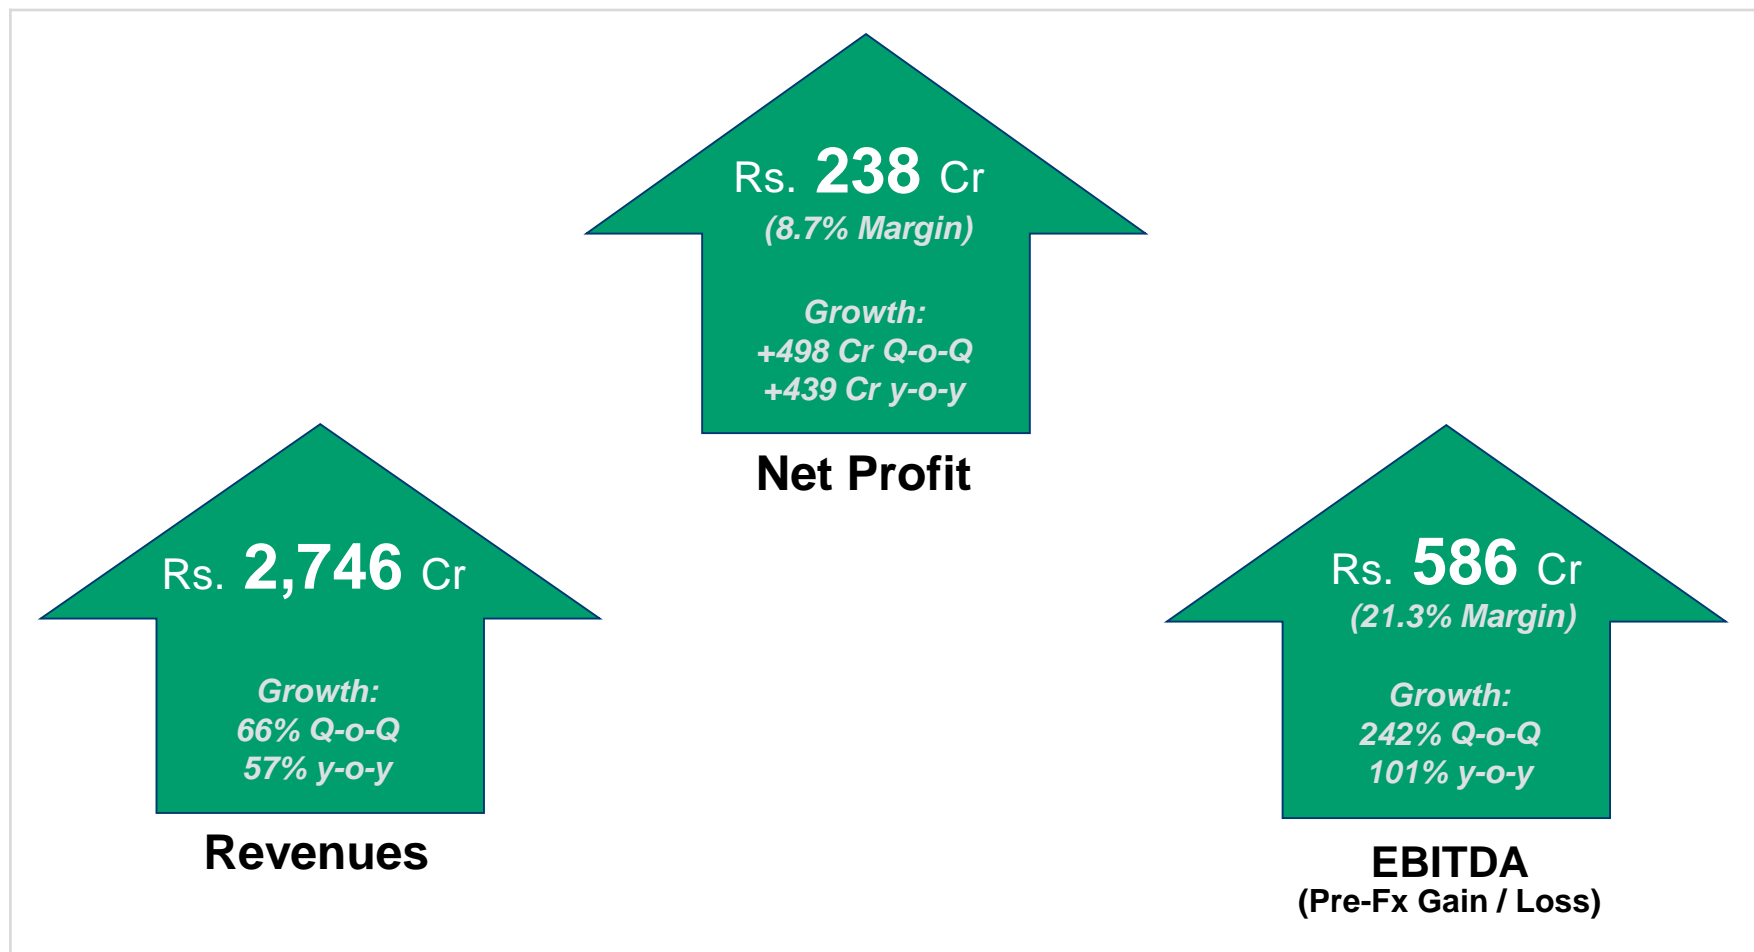 Rs. 238 Cr
(8.7% Margin)
Growth:
+498 Cr Q-o-Q
+439 Cr y-o-y
Net Profit
Rs. 2,746 Cr
Growth:
66% Q-o-Q
57% y-o-y
Revenues
Rs. 586 Cr
(21.3% Margin)
Growth:
242% Q-o-Q
101% y-o-y
EBITDA
(Pre-Fx Gain / Loss)